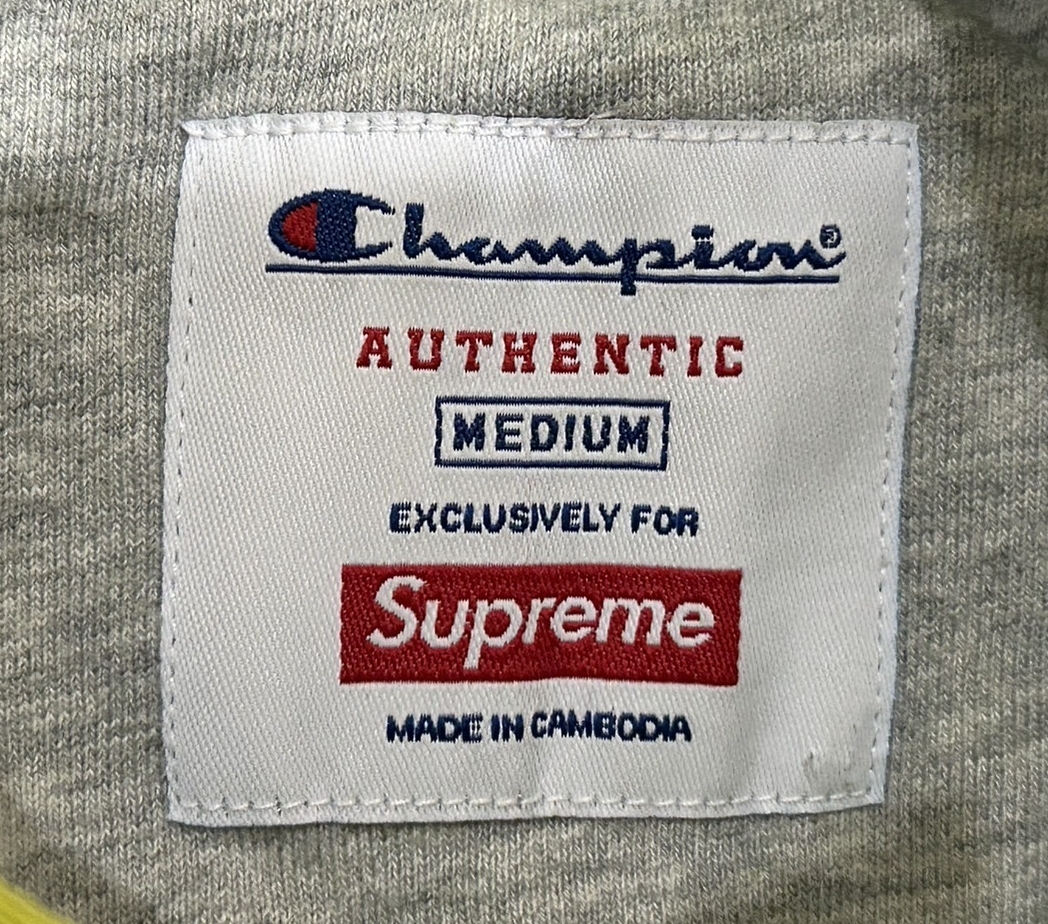 Champion®
AUTHENTIC
MEDIUM
EXCLUSIVELY FOR
Supreme
MADE IN CAMBODIA